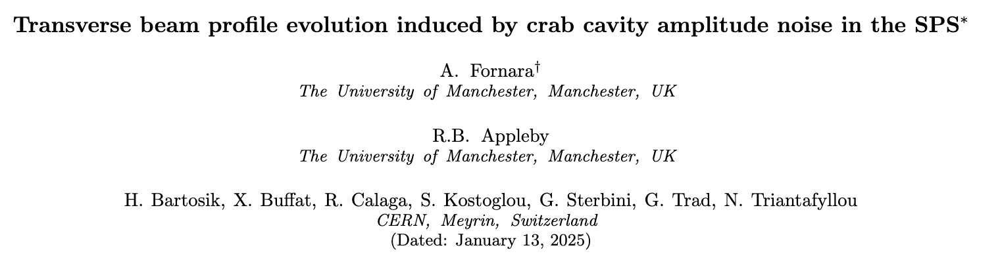 Transverse beam profile evolution induced by crab cavity amplitude noise in the SPS*
A. Fornara†
The University of Manchester, Manchester, UK
R.B. Appleby
The University of Manchester, Manchester, UK
H. Bartosik, X. Buffat, R. Calaga, S. Kostoglou, G. Sterbini, G. Trad, N. Triantafyllou
CERN, Meyrin, Switzerland
(Dated: January 13, 2025)